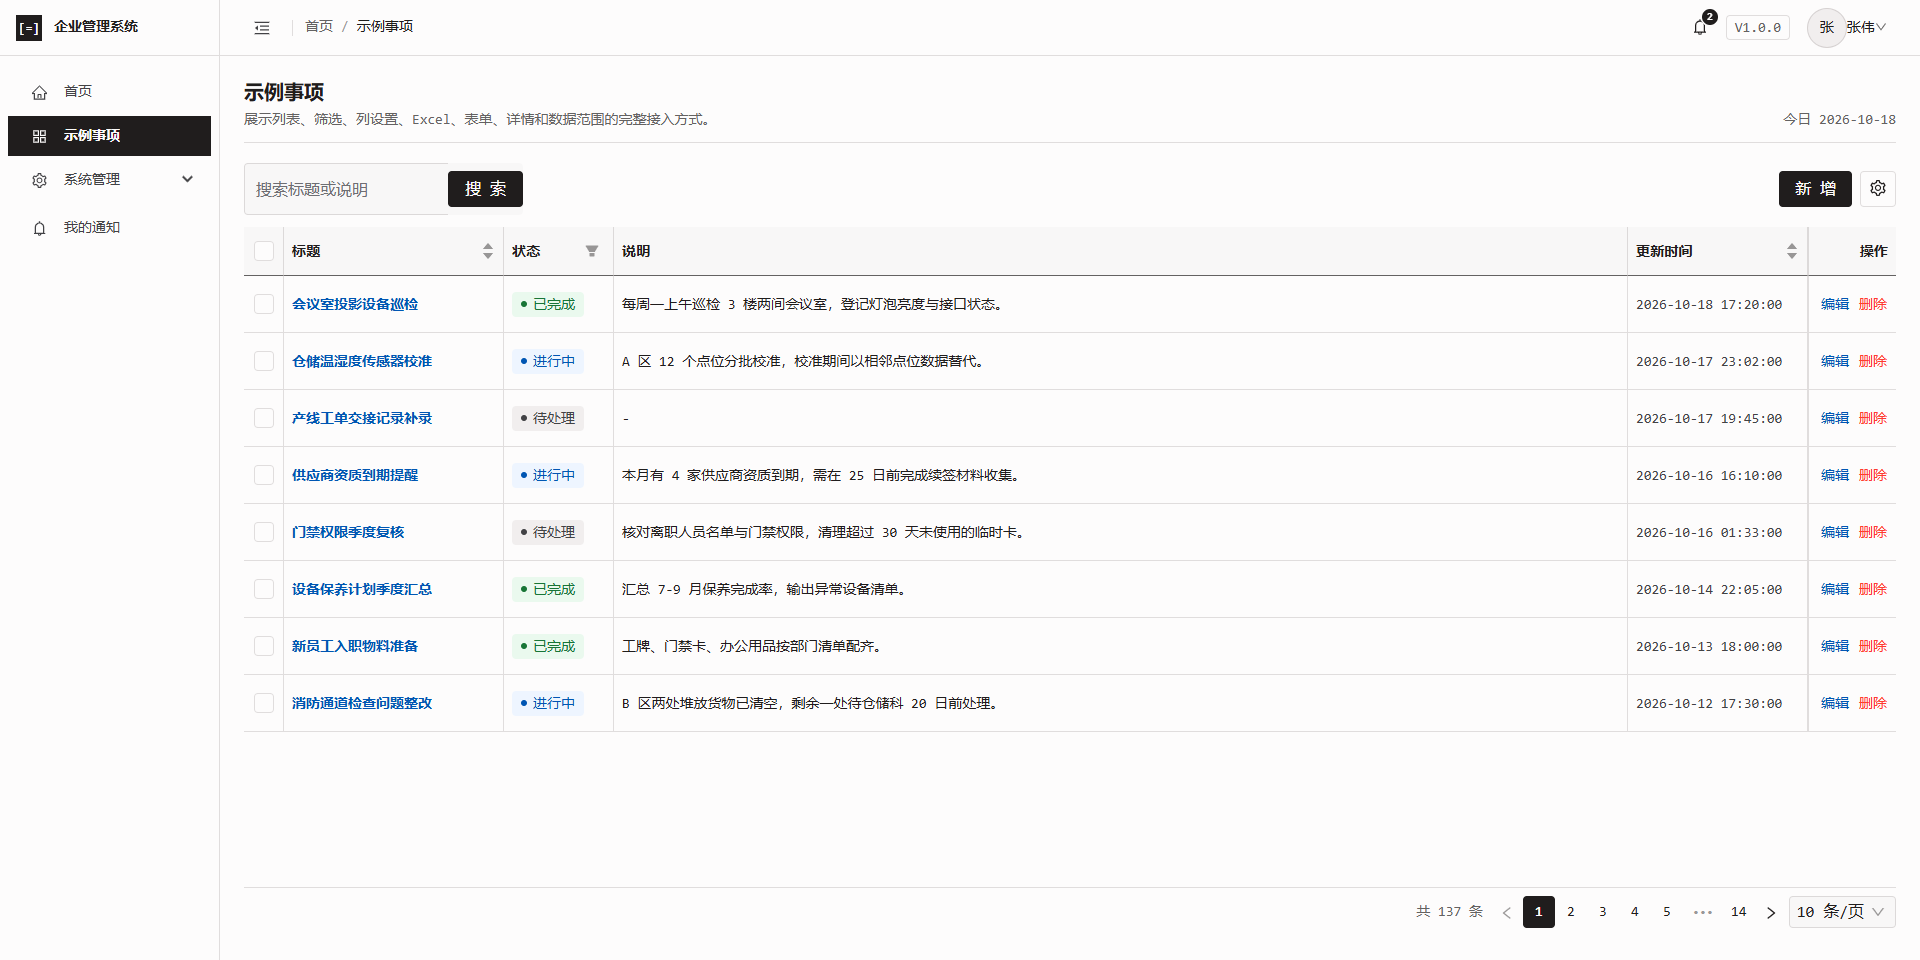 [=] 企业管理系统
首页 / 示例事项
2
V1.0.0
张 张伟
首页
示例事项
系统管理
我的通知
示例事项
展示列表、筛选、列设置、Excel、表单、详情和数据范围的完整接入方式。
今日 2026-10-18
搜索标题或说明
搜 索
新 增
标题 状态 说明 更新时间 操作
会议室投影设备巡检 已完成 每周一上午巡检 3 楼两间会议室，登记灯泡亮度与接口状态。 2026-10-18 17:20:00 编辑 删除
仓储温湿度传感器校准 进行中 A 区 12 个点位分批校准，校准期间以相邻点位数据替代。 2026-10-17 23:02:00 编辑 删除
产线工单交接记录补录 待处理 - 2026-10-17 19:45:00 编辑 删除
供应商资质到期提醒 进行中 本月有 4 家供应商资质到期，需在 25 日前完成续签材料收集。 2026-10-16 16:10:00 编辑 删除
门禁权限季度复核 待处理 核对离职人员名单与门禁权限，清理超过 30 天未使用的临时卡。 2026-10-16 01:33:00 编辑 删除
设备保养计划季度汇总 已完成 汇总 7-9 月保养完成率，输出异常设备清单。 2026-10-14 22:05:00 编辑 删除
新员工入职物料准备 已完成 工牌、门禁卡、办公用品按部门清单配齐。 2026-10-13 18:00:00 编辑 删除
消防通道检查问题整改 进行中 B 区两处堆放货物已清空，剩余一处待仓储科 20 日前处理。 2026-10-12 17:30:00 编辑 删除
共 137 条 < 1 2 3 4 5 ••• 14 > 10 条/页